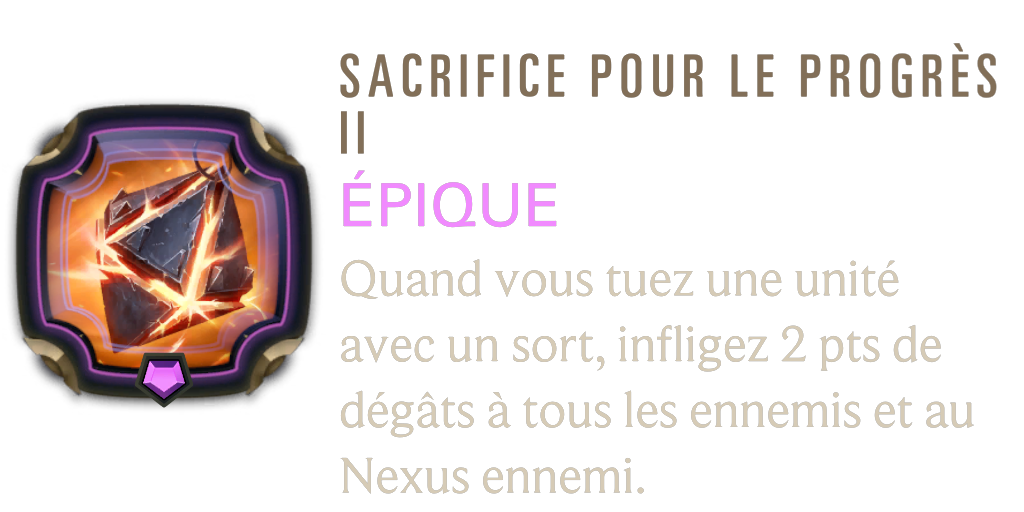 SACRIFICE POUR LE PROGRÈS
II
ÉPIQUE
Quand vous tuez une unité
avec un sort, infligez 2 pts de
dégâts à tous les ennemis et au
Nexus ennemi.